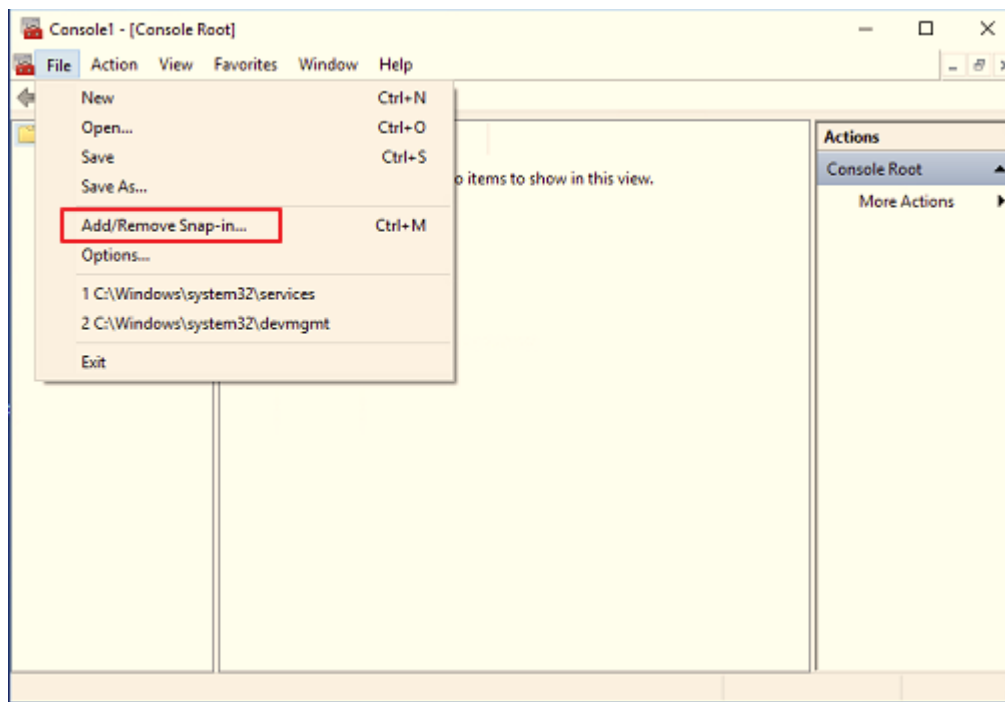 Console1 - [Console Root]
File Action View Favorites Window Help
New Ctrl+N
Open... Ctrl+O
Save Ctrl+S
Save As...
Add/Remove Snap-in... Ctrl+M
Options...
1 C:\Windows\system32\services
2 C:\Windows\system32\devmgmt
Exit
o items to show in this view.
Actions
Console Root
More Actions